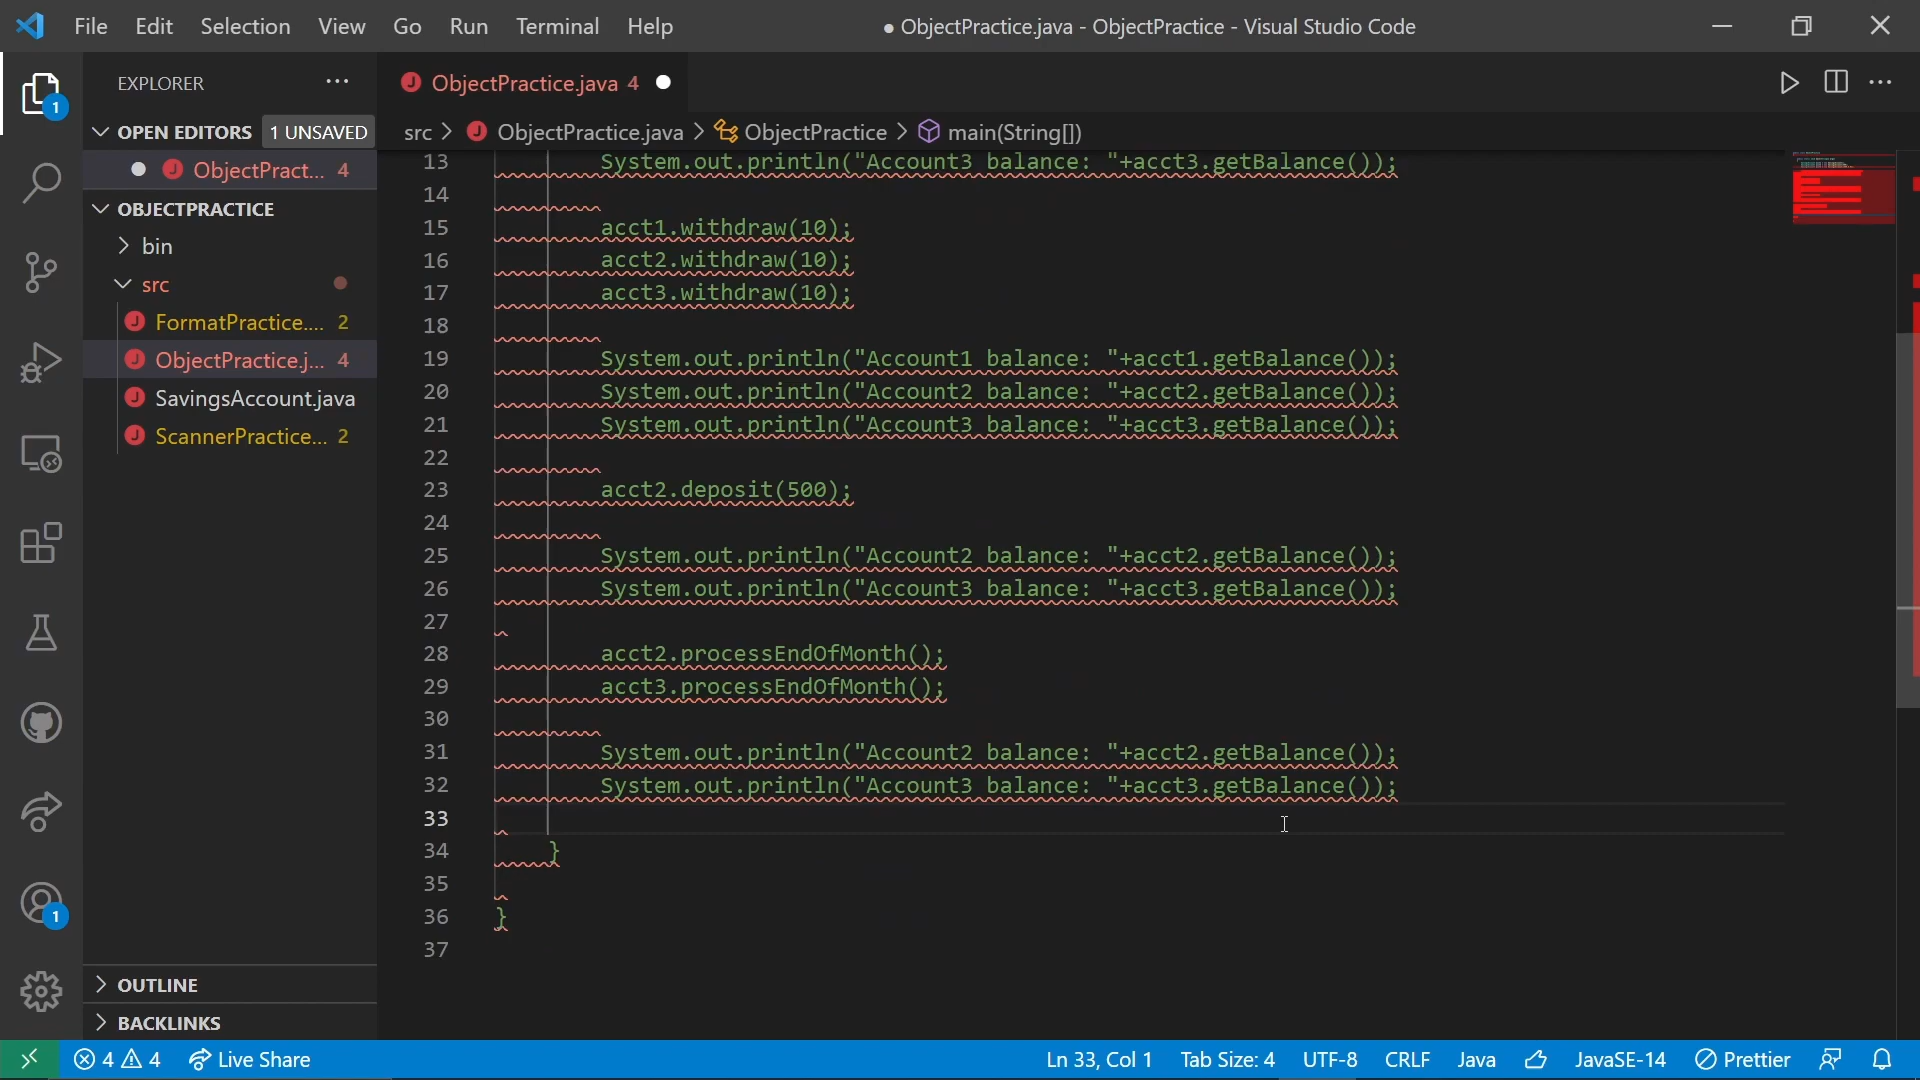 File Edit Selection View Go Run Terminal Help
● ObjectPractice.java - ObjectPractice - Visual Studio Code
EXPLORER ···
OPEN EDITORS 1 UNSAVED
ObjectPract... 4
OBJECTPRACTICE
bin
src
FormatPractice.... 2
ObjectPractice.j... 4
SavingsAccount.java
ScannerPractice... 2
OUTLINE
BACKLINKS
1
1
ObjectPractice.java 4
src > ObjectPractice.java > ObjectPractice > main(String[])
13 System.out.println("Account3 balance: "+acct3.getBalance());
14
15 acct1.withdraw(10);
16 acct2.withdraw(10);
17 acct3.withdraw(10);
18
19 System.out.println("Account1 balance: "+acct1.getBalance());
20 System.out.println("Account2 balance: "+acct2.getBalance());
21 System.out.println("Account3 balance: "+acct3.getBalance());
22
23 acct2.deposit(500);
24
25 System.out.println("Account2 balance: "+acct2.getBalance());
26 System.out.println("Account3 balance: "+acct3.getBalance());
27
28 acct2.processEndOfMonth();
29 acct3.processEndOfMonth();
30
31 System.out.println("Account2 balance: "+acct2.getBalance());
32 System.out.println("Account3 balance: "+acct3.getBalance());
33
34 }
35
36 }
37
4 4 Live Share Ln 33, Col 1 Tab Size: 4 UTF-8 CRLF Java JavaSE-14 Prettier